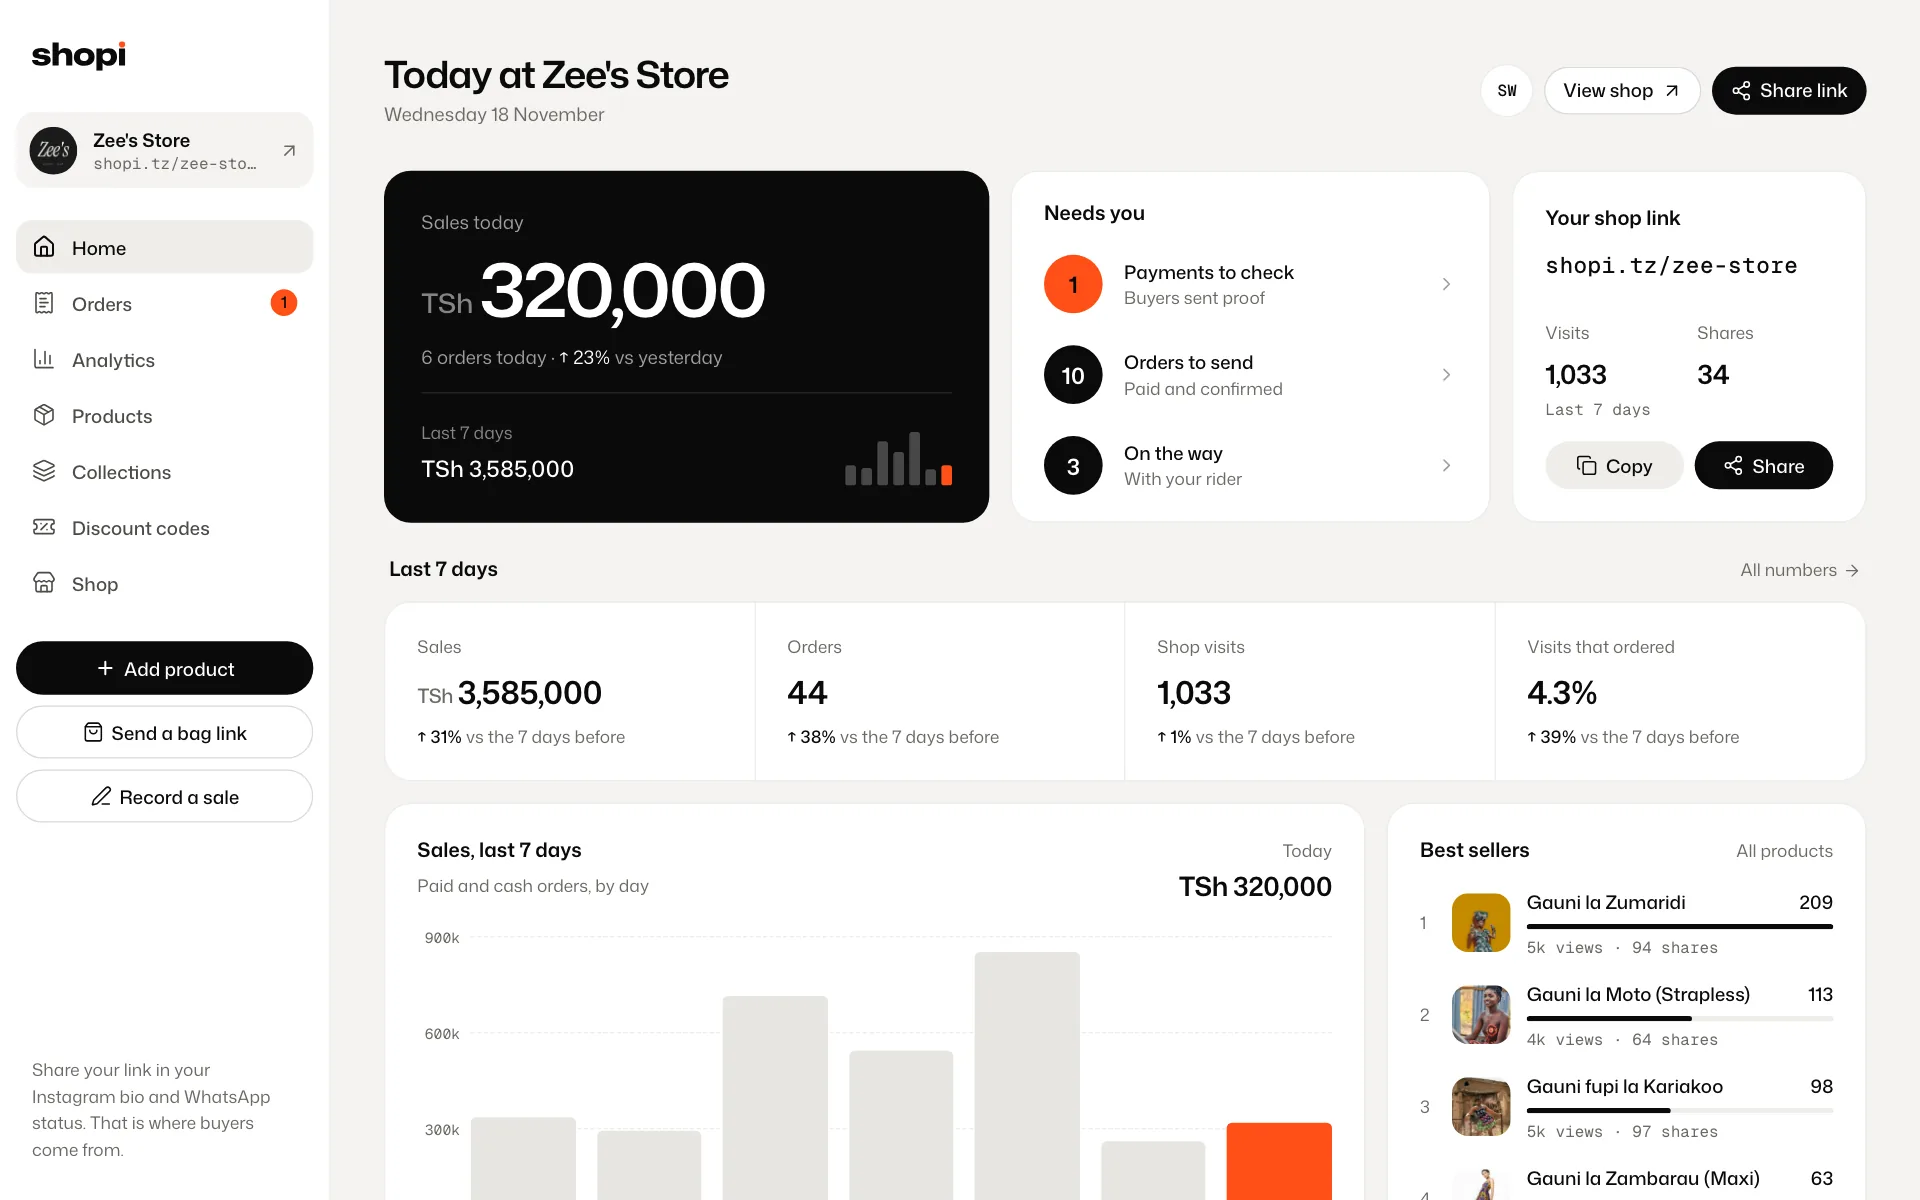 shopi
Zee's
Zee's Store
shopi.tz/zee-sto…
Home
Orders 1
Analytics
Products
Collections
Discount codes
Shop
+ Add product
Send a bag link
Record a sale
Share your link in your
Instagram bio and WhatsApp
status. That is where buyers
come from.
Today at Zee's Store
Wednesday 18 November
SW
View shop
Share link
Sales today
TSh 320,000
6 orders today · ↑ 23% vs yesterday
Last 7 days
TSh 3,585,000
Needs you
1
Payments to check
Buyers sent proof
10
Orders to send
Paid and confirmed
3
On the way
With your rider
Your shop link
shopi.tz/zee-store
Visits Shares
1,033 34
Last 7 days
Copy Share
Last 7 days
All numbers →
Sales
TSh 3,585,000
↑ 31% vs the 7 days before
Orders
44
↑ 38% vs the 7 days before
Shop visits
1,033
↑ 1% vs the 7 days before
Visits that ordered
4.3%
↑ 39% vs the 7 days before
Sales, last 7 days
Paid and cash orders, by day
Today
TSh 320,000
900k
600k
300k
Best sellers
All products
1
Gauni la Zumaridi 209
5k views · 94 shares
2
Gauni la Moto (Strapless) 113
4k views · 64 shares
3
Gauni fupi la Kariakoo 98
5k views · 97 shares
4
Gauni la Zambarau (Maxi) 63